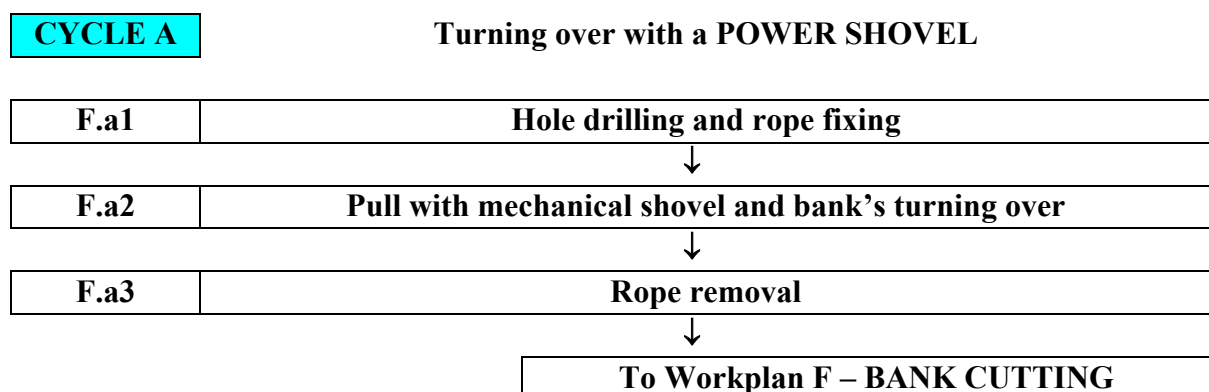 CYCLE A Turning over with a POWER SHOVEL
F.a1 Hole drilling and rope fixing
↓
F.a2 Pull with mechanical shovel and bank's turning over
↓
F.a3 Rope removal
↓
To Workplan F – BANK CUTTING